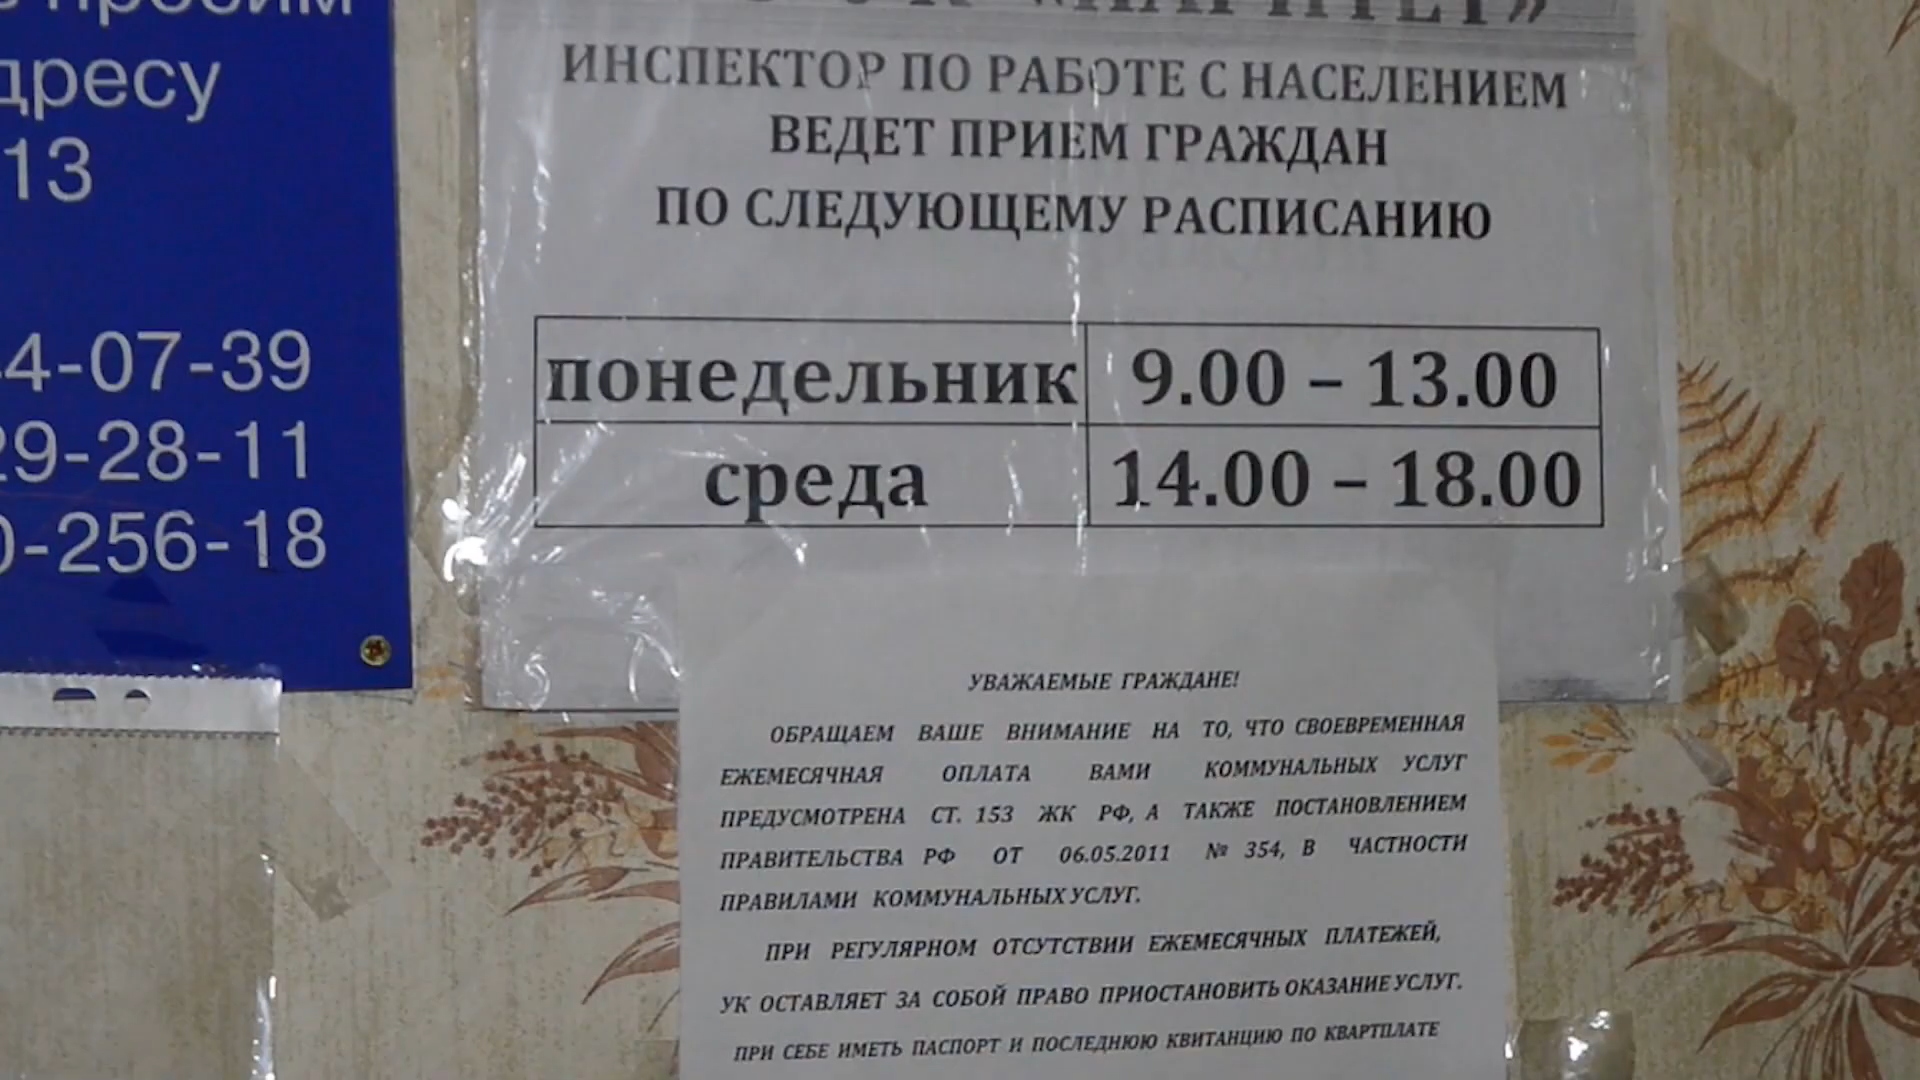 просим
дресу
13
4-07-39
29-28-11
0-256-18
ИНСПЕКТОР ПО РАБОТЕ С НАСЕЛЕНИЕМ
ВЕДЕТ ПРИЕМ ГРАЖДАН
ПО СЛЕДУЮЩЕМУ РАСПИСАНИЮ
понедельник 9.00 – 13.00
среда 14.00 – 18.00
УВАЖАЕМЫЕ ГРАЖДАНЕ!
ОБРАЩАЕМ ВАШЕ ВНИМАНИЕ НА ТО, ЧТО СВОЕВРЕМЕННАЯ
ЕЖЕМЕСЯЧНАЯ ОПЛАТА ВАМИ КОММУНАЛЬНЫХ УСЛУГ
ПРЕДУСМОТРЕНА СТ. 153 ЖК РФ, А ТАКЖЕ ПОСТАНОВЛЕНИЕМ
ПРАВИТЕЛЬСТВА РФ ОТ 06.05.2011 № 354, В ЧАСТНОСТИ
ПРАВИЛАМИ КОММУНАЛЬНЫХ УСЛУГ.
ПРИ РЕГУЛЯРНОМ ОТСУТСТВИИ ЕЖЕМЕСЯЧНЫХ ПЛАТЕЖЕЙ,
УК ОСТАВЛЯЕТ ЗА СОБОЙ ПРАВО ПРИОСТАНОВИТЬ ОКАЗАНИЕ УСЛУГ.
ПРИ СЕБЕ ИМЕТЬ ПАСПОРТ И ПОСЛЕДНЮЮ КВИТАНЦИЮ ПО КВАРТПЛАТЕ